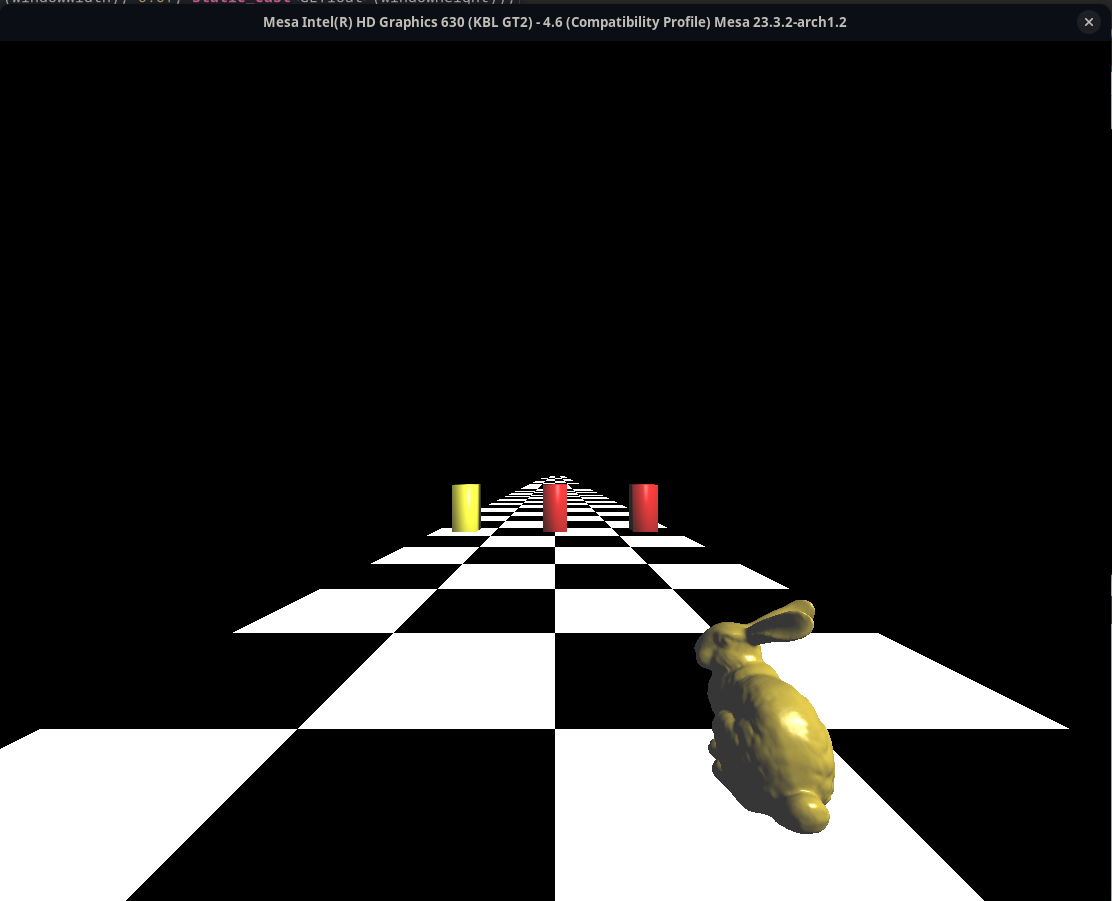 Mesa Intel(R) HD Graphics 630 (KBL GT2) - 4.6 (Compatibility Profile) Mesa 23.3.2-arch1.2